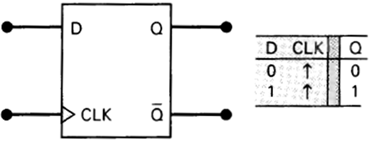 D Q
CLK Q̅
D CLK Q
0 ↑ 0
1 ↑ 1